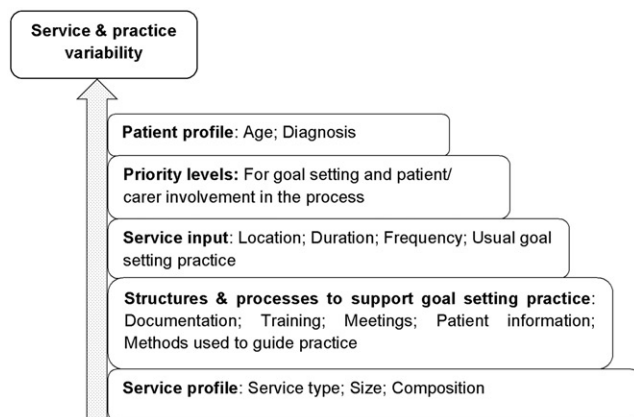 Service & practice
variability
Patient profile: Age; Diagnosis
Priority levels: For goal setting and patient/
carer involvement in the process
Service input: Location; Duration; Frequency; Usual goal
setting practice
Structures & processes to support goal setting practice:
Documentation; Training; Meetings; Patient information;
Methods used to guide practice
Service profile: Service type; Size; Composition